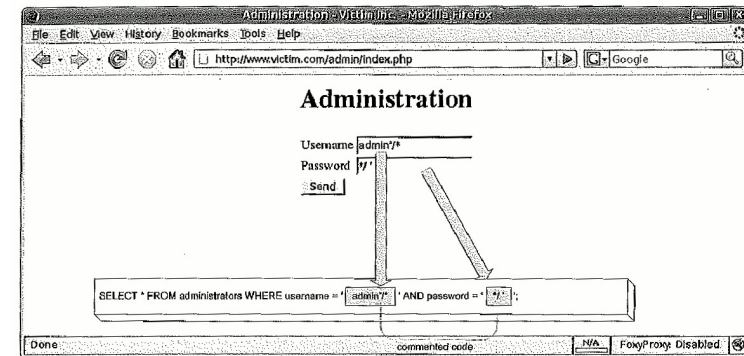 Administration - Victim Inc. - Mozilla Firefox
File Edit View History Bookmarks Tools Help
http://www.victim.com/admin/index.php
Google
Administration
Username admin'/*
Password */ '
Send
SELECT * FROM administrators WHERE username = ' admin'/* ' AND password = ' */ ' ';
commented code
Done
N/A
FoxyProxy: Disabled